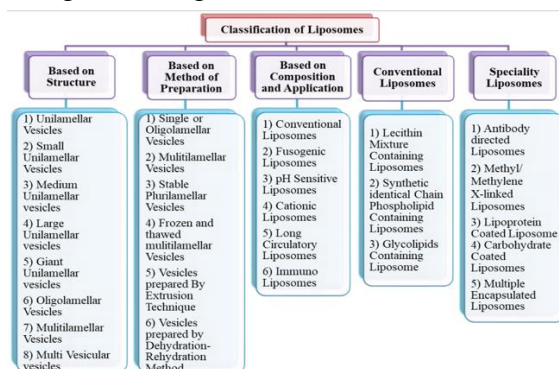 Classification of Liposomes
Based on
Structure
1) Unilamellar
Vesicles
2) Small
Unilamellar
Vesicles
3) Medium
Unilamellar
vesicles
4) Large
Unilamellar
vesicles
5) Giant
Unilamellar
vesicles
6) Oligolamellar
7) Mulitilamellar
8) Multi Vesicular
vesicles
Based on
Method of
Preparation
1) Single or
Oligolamellar
Vesicles
2) Mulitilamellar
Vesicles
3) Stable
Plurilamellar
Vesicles
4) Frozen and
thawed
mulitilamellar
Vesicles
5) Vesicles
prepared By
Extrusion
Technique
6) Vesicles
prepared by
Dehydration-
Rehydration
Method
Based on
Composition
and Application
1) Conventional
Liposomes
2) Fusogenic
Liposomes
3) pH Sensitive
Liposomes
4) Cationic
Liposomes
5) Long
Circulatory
Liposomes
6) Immuno
Liposomes
Conventional
Liposomes
1) Lecithin
Mixture
Containing
Liposomes
2) Synthetic
identical Chain
Phospholipid
Containing
Liposomes
3) Glycolipids
Containing
Liposome
Speciality
Liposomes
1) Antibody
directed
Liposomes
2) Methyl/
Methylene
X-linked
Liposomes
3) Lipoprotein
Coated Liposome
4) Carbohydrate
Coated
Liposomes
5) Multiple
Encapsulated
Liposomes